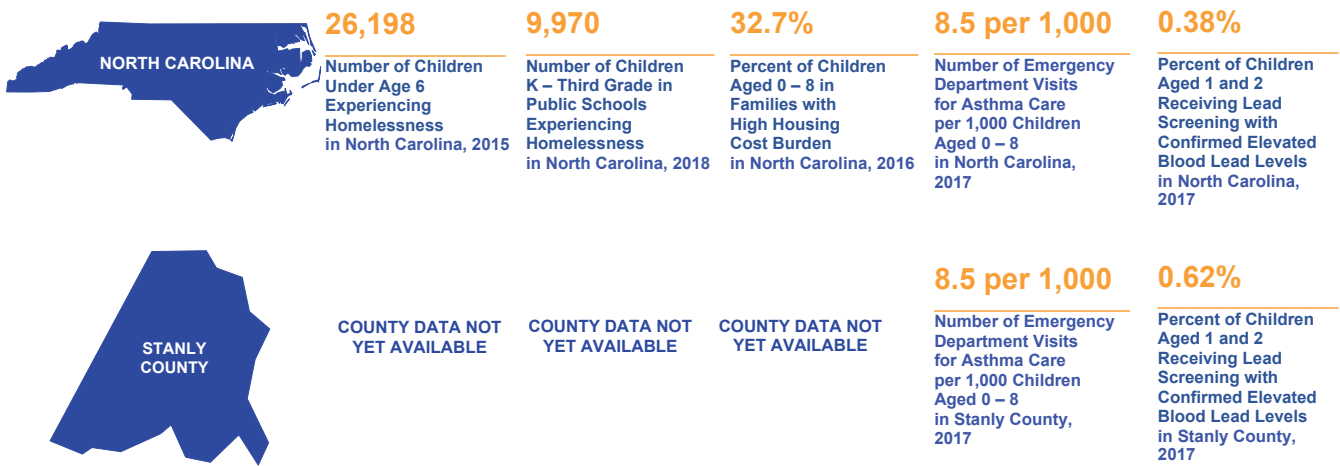 NORTH CAROLINA
26,198
Number of Children
Under Age 6
Experiencing
Homelessness
in North Carolina, 2015
9,970
Number of Children
K – Third Grade in
Public Schools
Experiencing
Homelessness
in North Carolina, 2018
32.7%
Percent of Children
Aged 0 – 8 in
Families with
High Housing
Cost Burden
in North Carolina, 2016
8.5 per 1,000
Number of Emergency
Department Visits
for Asthma Care
per 1,000 Children
Aged 0 – 8
in North Carolina,
2017
0.38%
Percent of Children
Aged 1 and 2
Receiving Lead
Screening with
Confirmed Elevated
Blood Lead Levels
in North Carolina,
2017
STANLY
COUNTY
COUNTY DATA NOT
YET AVAILABLE
COUNTY DATA NOT
YET AVAILABLE
COUNTY DATA NOT
YET AVAILABLE
8.5 per 1,000
Number of Emergency
Department Visits
for Asthma Care
per 1,000 Children
Aged 0 – 8
in Stanly County,
2017
0.62%
Percent of Children
Aged 1 and 2
Receiving Lead
Screening with
Confirmed Elevated
Blood Lead Levels
in Stanly County,
2017